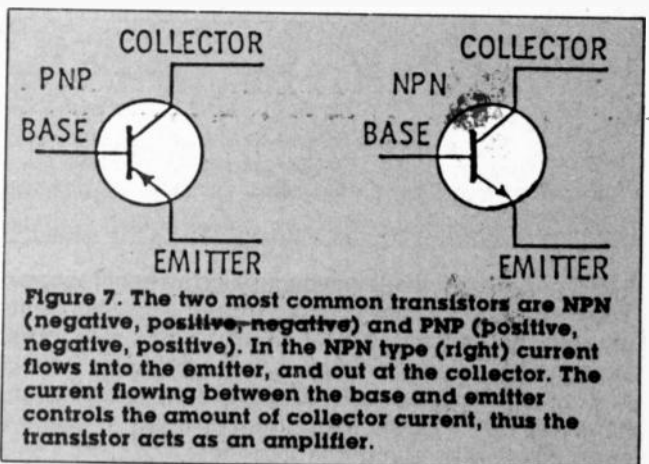 COLLECTOR
PNP
BASE
EMITTER
COLLECTOR
NPN
BASE
EMITTER
Figure 7. The two most common transistors are NPN
(negative, positive, negative) and PNP (positive,
negative, positive). In the NPN type (right) current
flows into the emitter, and out at the collector. The
current flowing between the base and emitter
controls the amount of collector current, thus the
transistor acts as an amplifier.